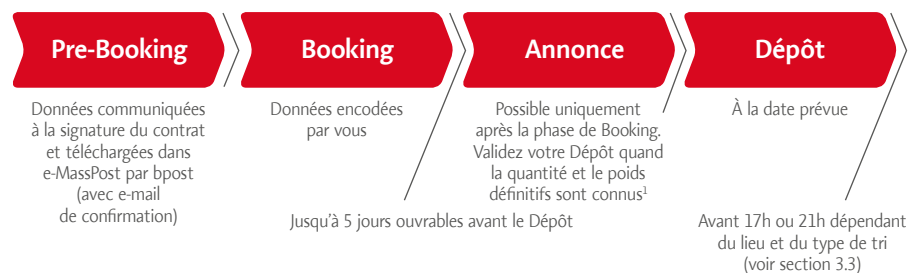 Pre-Booking
Données communiquées
à la signature du contrat
et téléchargées dans
e-MassPost par bpost
(avec e-mail
de confirmation)
Booking
Données encodées
par vous
Jusqu'à 5 jours ouvrables avant le Dépôt
Annonce
Possible uniquement
après la phase de Booking.
Validez votre Dépôt quand
la quantité et le poids
définitifs sont connus¹
Dépôt
À la date prévue
Avant 17h ou 21h dépendant
du lieu et du type de tri
(voir section 3.3)